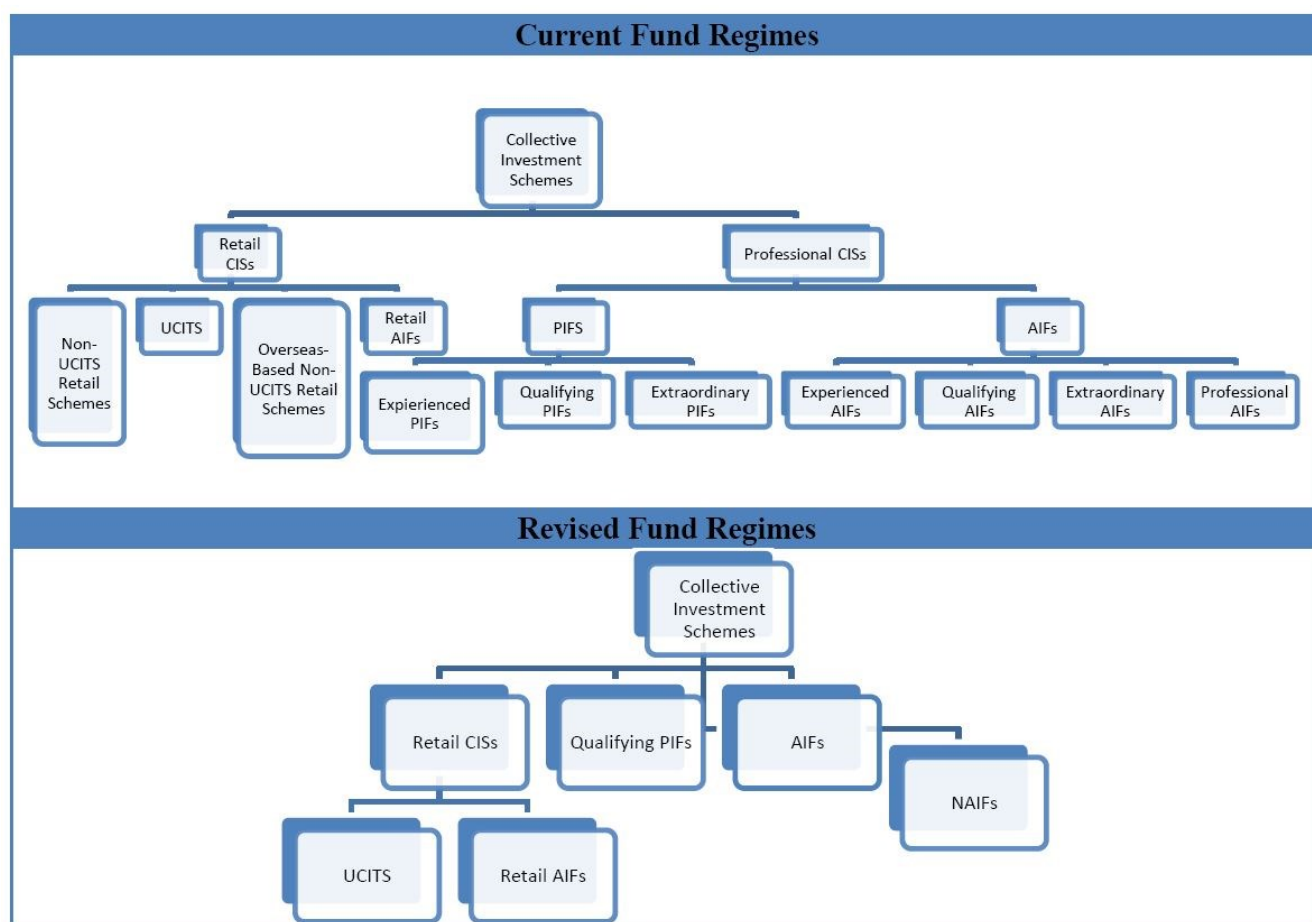 Current Fund Regimes
Collective
Investment
Schemes
Retail
CISs
Professional CISs
Non-
UCITS
Retail
Schemes
UCITS
Overseas-
Based Non-
UCITS Retail
Schemes
Retail
AIFs
PIFS
AIFs
Expierienced
PIFs
Qualifying
PIFs
Extraordinary
PIFs
Experienced
AIFs
Qualifying
AIFs
Extraordinary
AIFs
Professional
AIFs
Revised Fund Regimes
Collective
Investment
Schemes
Retail CISs
Qualifying PIFs
AIFs
NAIFs
UCITS
Retail AIFs